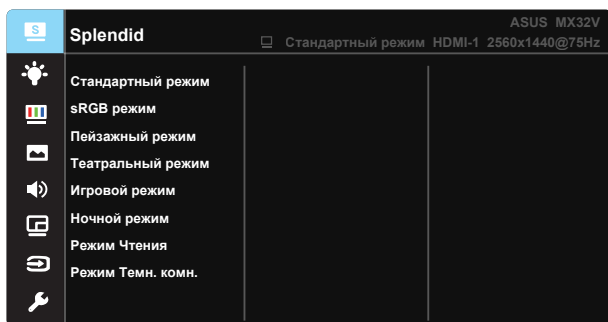 S
Splendid
ASUS MX32V
Стандартный режим HDMI-1 2560x1440@75Hz
Стандартный режим
sRGB режим
Пейзажный режим
Театральный режим
Игровой режим
Ночной режим
Режим Чтения
Режим Темн. комн.